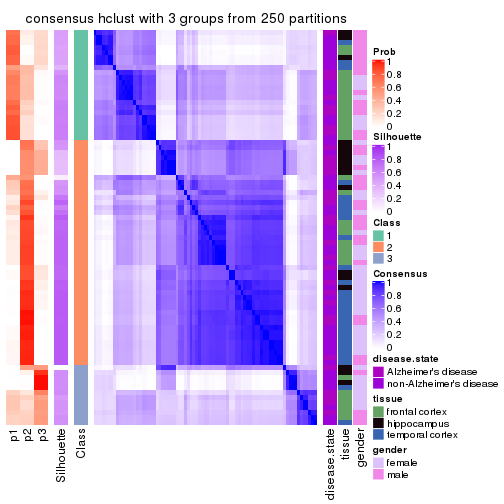 consensus hclust with 3 groups from 250 partitions
Prob
1
0.8
0.6
0.4
0.2
0
Silhouette
1
0.8
0.6
0.4
0.2
0
Class
1
2
3
Consensus
1
0.8
0.6
0.4
0.2
0
disease.state
Alzheimer's disease
non-Alzheimer's disease
tissue
frontal cortex
hippocampus
temporal cortex
gender
female
male
p1
p2
p3
Silhouette
Class
disease.state
tissue
gender